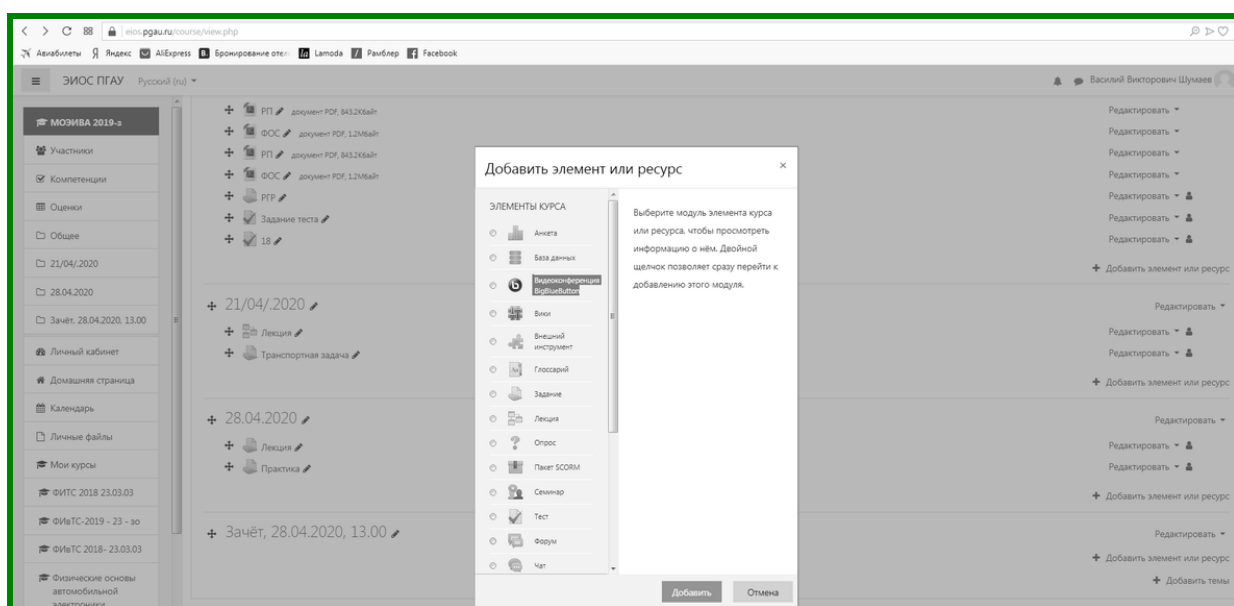 eios.pgau.ru/course/view.php
Авиабилеты Яндекс AliExpress Бронирование отел Lamoda Рамблер Facebook
ЭИОС ПГАУ Русский (ru)
Василий Викторович Шумаев
МОЭИВА 2019-з
Участники
Компетенции
Оценки
Общее
21/04/.2020
28.04.2020
Зачёт, 28.04.2020, 13.00
Личный кабинет
Домашняя страница
Календарь
Личные файлы
Мои курсы
ФИТС 2018 23.03.03
ФИвТС-2019 - 23 - зо
ФИвТС 2018- 23.03.03
Физические основы
автомобильной
электроники
РП документ PDF, 843.2Кбайт Редактировать
ФОС документ PDF, 1.2Мбайт Редактировать
РП документ PDF, 843.2Кбайт Редактировать
ФОС документ PDF, 1.2Мбайт Редактировать
РГР Редактировать
Задание теста Редактировать
18 Редактировать
Добавить элемент или ресурс
21/04/.2020 Редактировать
Лекция Редактировать
Транспортная задача Редактировать
Добавить элемент или ресурс
28.04.2020 Редактировать
Лекция Редактировать
Практика Редактировать
Добавить элемент или ресурс
Зачёт, 28.04.2020, 13.00 Редактировать
Добавить элемент или ресурс
Добавить темы
Добавить элемент или ресурс ×
ЭЛЕМЕНТЫ КУРСА
Анкета
База данных
Видеоконференция
BigBlueButton
Вики
Внешний
инструмент
Глоссарий
Задание
Лекция
Опрос
Пакет SCORM
Семинар
Тест
Форум
Чат
Выберите модуль элемента курса
или ресурса, чтобы просмотреть
информацию о нём. Двойной
щелчок позволяет сразу перейти к
добавлению этого модуля.
Добавить Отмена